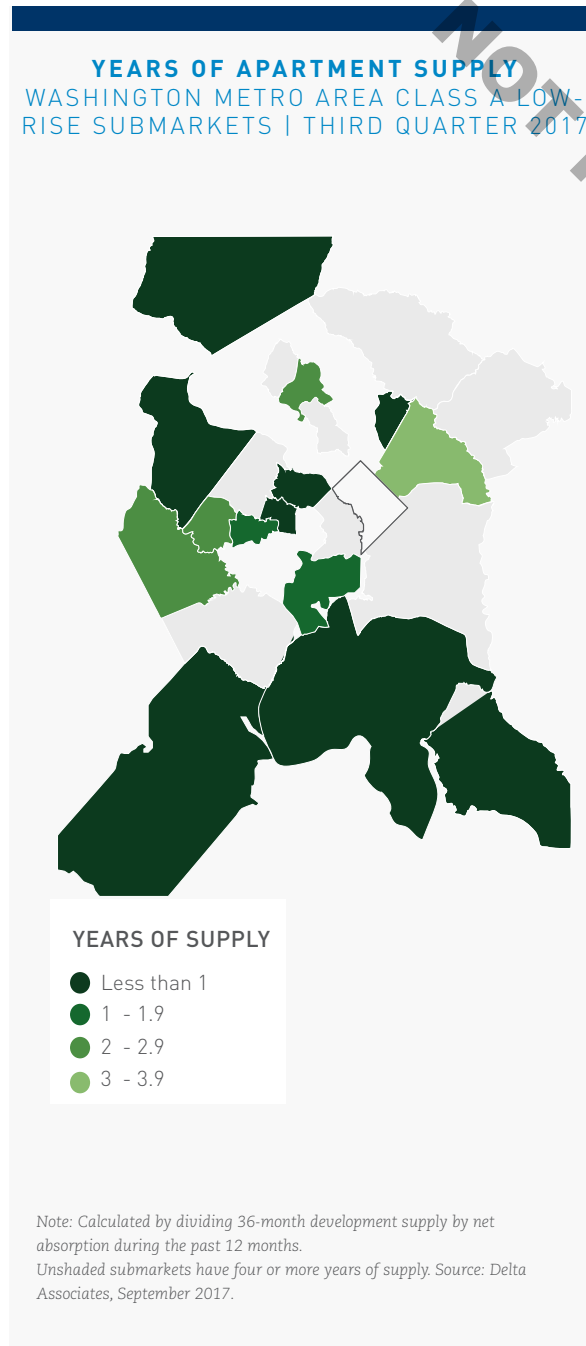 YEARS OF APARTMENT SUPPLY
WASHINGTON METRO AREA CLASS A LOW-
RISE SUBMARKETS | THIRD QUARTER 2017
NOT
YEARS OF SUPPLY
Less than 1
1 - 1.9
2 - 2.9
3 - 3.9
Note: Calculated by dividing 36-month development supply by net
absorption during the past 12 months.
Unshaded submarkets have four or more years of supply. Source: Delta
Associates, September 2017.